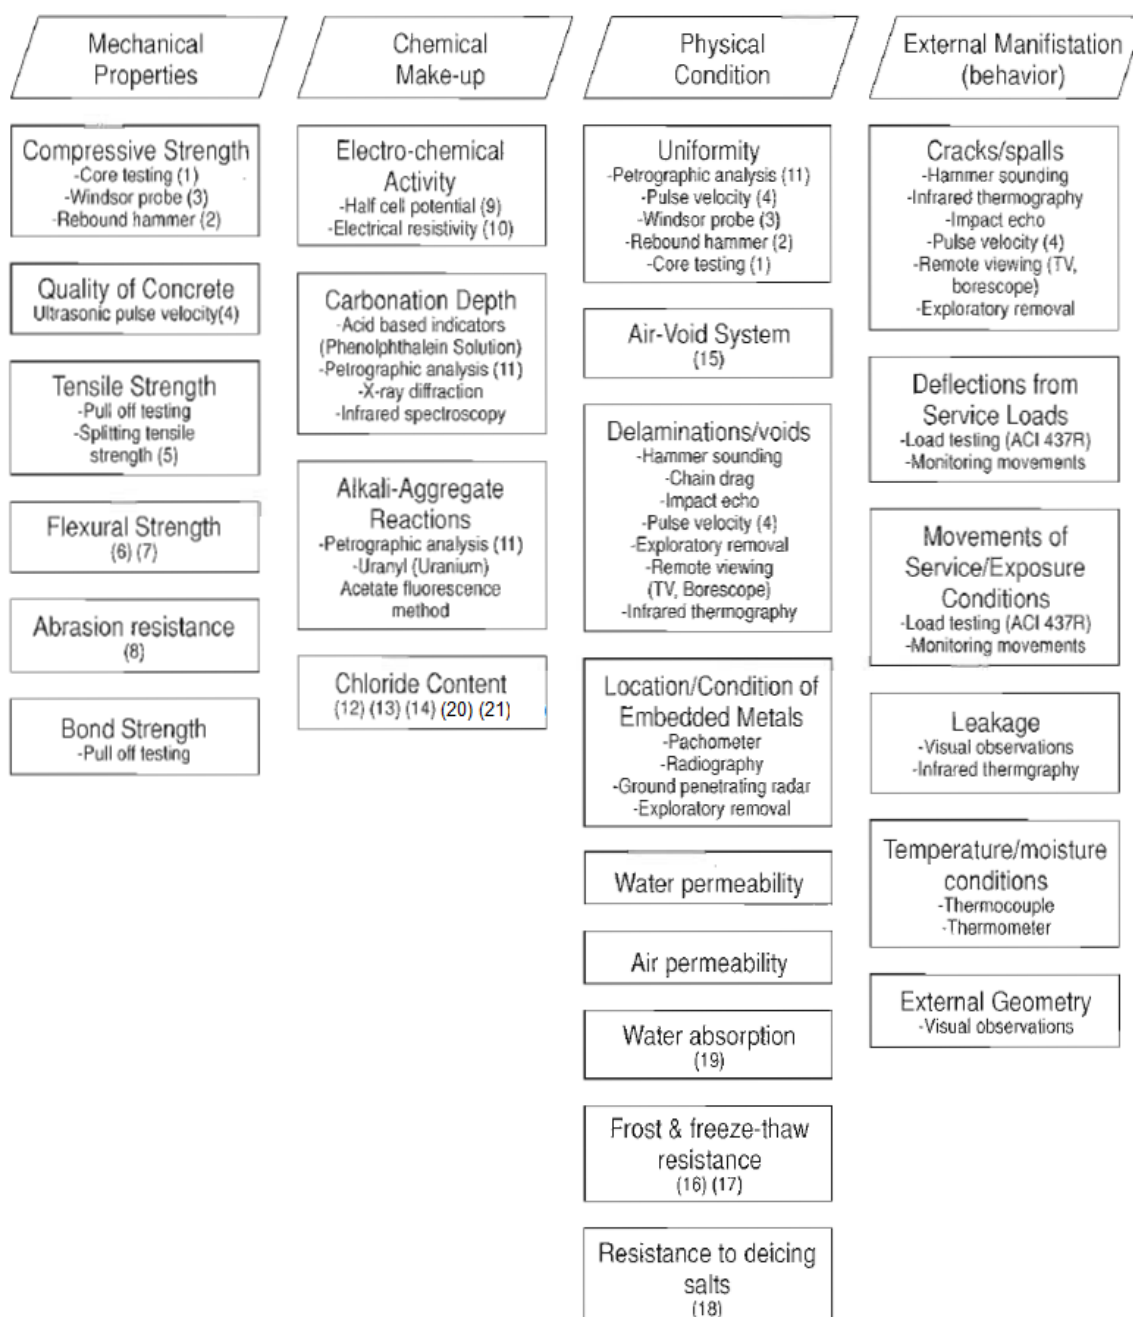 Mechanical
Properties
Compressive Strength
-Core testing (1)
-Windsor probe (3)
-Rebound hammer (2)
Quality of Concrete
Ultrasonic pulse velocity(4)
Tensile Strength
-Pull off testing
-Splitting tensile
strength (5)
Flexural Strength
(6) (7)
Abrasion resistance
(8)
Bond Strength
-Pull off testing
Chemical
Make-up
Electro-chemical
Activity
-Half cell potential (9)
-Electrical resistivity (10)
Carbonation Depth
-Acid based indicators
(Phenolphthalein Solution)
-Petrographic analysis (11)
-X-ray diffraction
-Infrared spectroscopy
Alkali-Aggregate
Reactions
-Petrographic analysis (11)
-Uranyl (Uranium)
Acetate fluorescence
method
Chloride Content
(12) (13) (14) (20) (21)
Physical
Condition
Uniformity
-Petrographic analysis (11)
-Pulse velocity (4)
-Windsor probe (3)
-Rebound hammer (2)
-Core testing (1)
Air-Void System
(15)
Delaminations/voids
-Hammer sounding
-Chain drag
-Impact echo
-Pulse velocity (4)
-Exploratory removal
-Remote viewing
(TV, Borescope)
-Infrared thermography
Location/Condition of
Embedded Metals
-Pachometer
-Radiography
-Ground penetrating radar
-Exploratory removal
Water permeability
Air permeability
Water absorption
(19)
Frost & freeze-thaw
resistance
(16) (17)
Resistance to deicing
salts
(18)
External Manifistation
(behavior)
Cracks/spalls
-Hammer sounding
-Infrared thermography
-Impact echo
-Pulse velocity (4)
-Remote viewing (TV,
borescope)
-Exploratory removal
Deflections from
Service Loads
-Load testing (ACI 437R)
-Monitoring movements
Movements of
Service/Exposure
Conditions
-Load testing (ACI 437R)
-Monitoring movements
Leakage
-Visual observations
-Infrared thermgraphy
Temperature/moisture
conditions
-Thermocouple
-Thermometer
External Geometry
-Visual observations